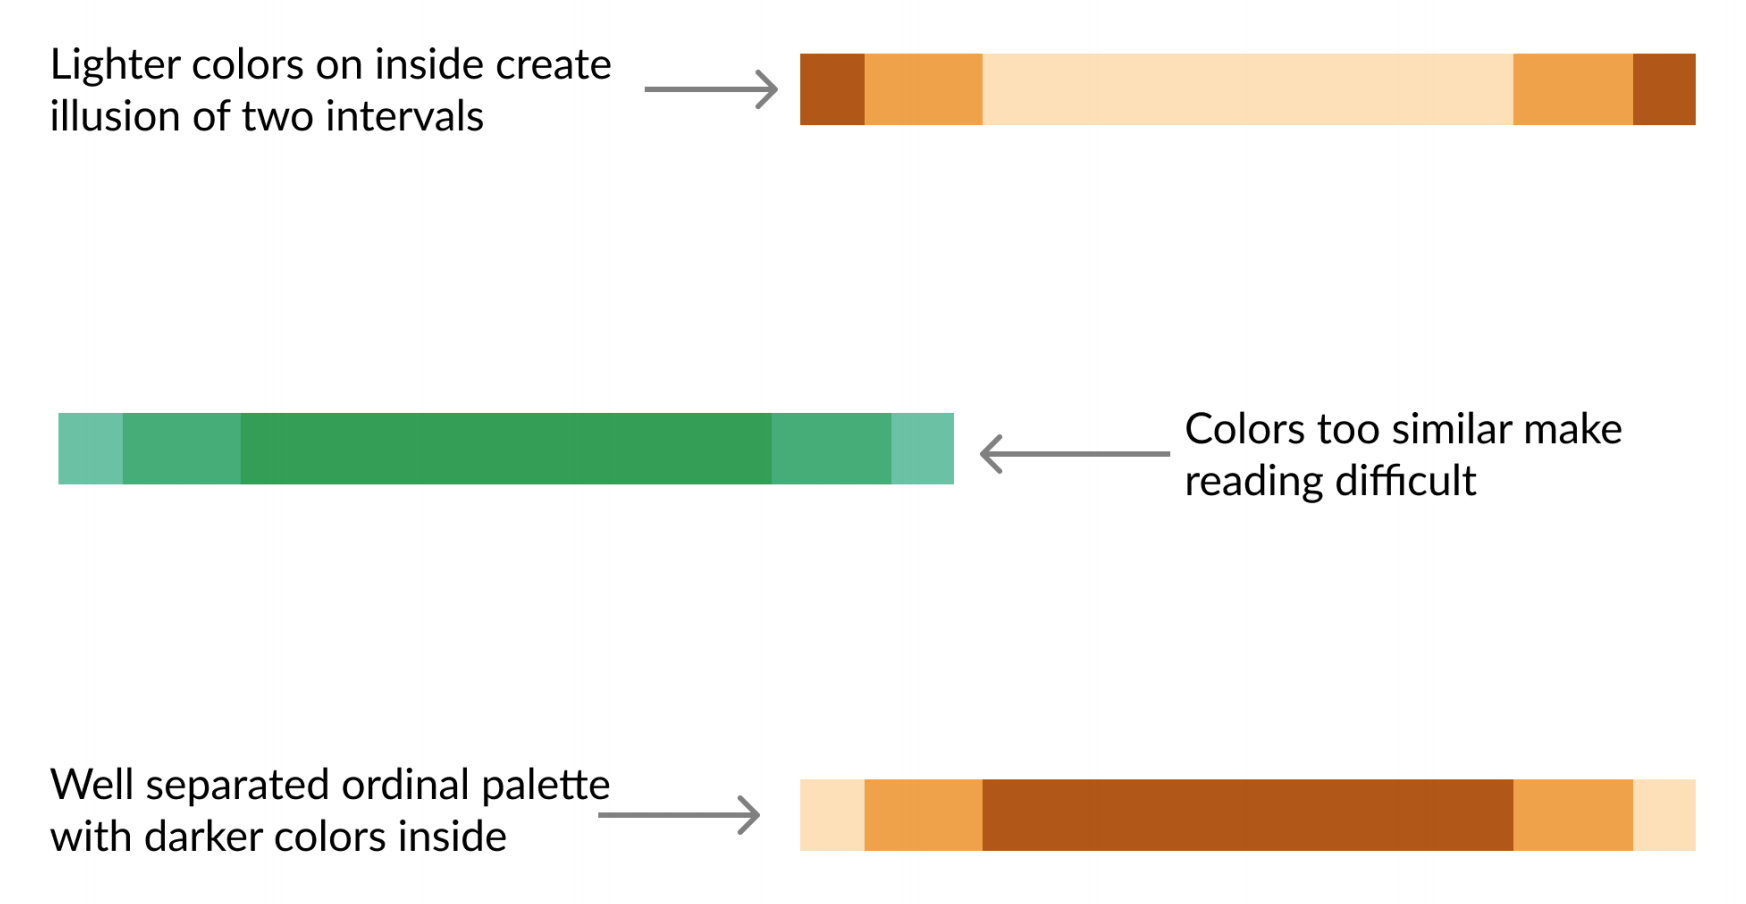 Lighter colors on inside create
illusion of two intervals
Colors too similar make
reading difficult
Well separated ordinal palette
with darker colors inside